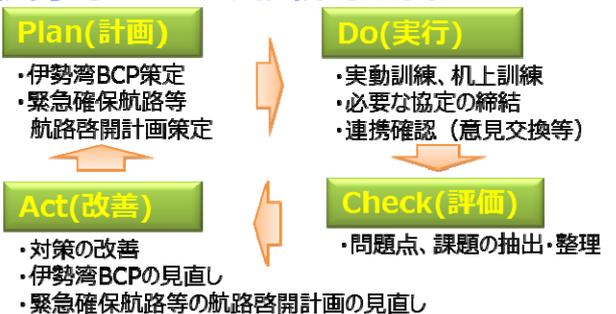 Plan(計画)
・伊勢湾BCP策定
・緊急確保航路等
航路啓開計画策定
Do(実行)
・実動訓練、机上訓練
・必要な協定の締結
・連携確認（意見交換等）
Act(改善)
・対策の改善
・伊勢湾BCPの見直し
・緊急確保航路等の航路啓開計画の見直し
Check(評価)
・問題点、課題の抽出・整理